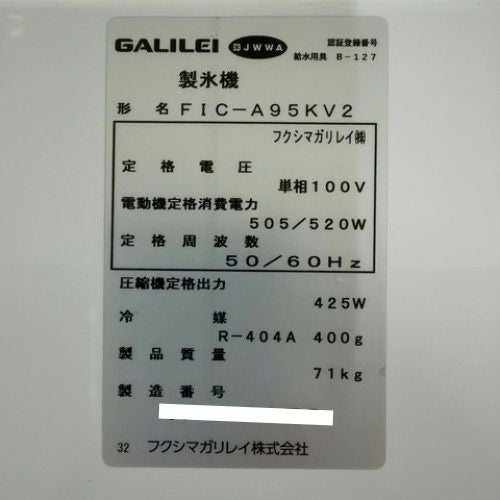 GALILEI JWWA 認証登録番号
給水用具 B-127
製氷機
形名 FIC-A95KV2
フクシマガリレイ㈱
定格電圧
単相100V
電動機定格消費電力
505/520W
定格周波数
50/60Hz
圧縮機定格出力
425W
冷媒
R-404A 400g
製品質量
71kg
製造番号
32 フクシマガリレイ株式会社